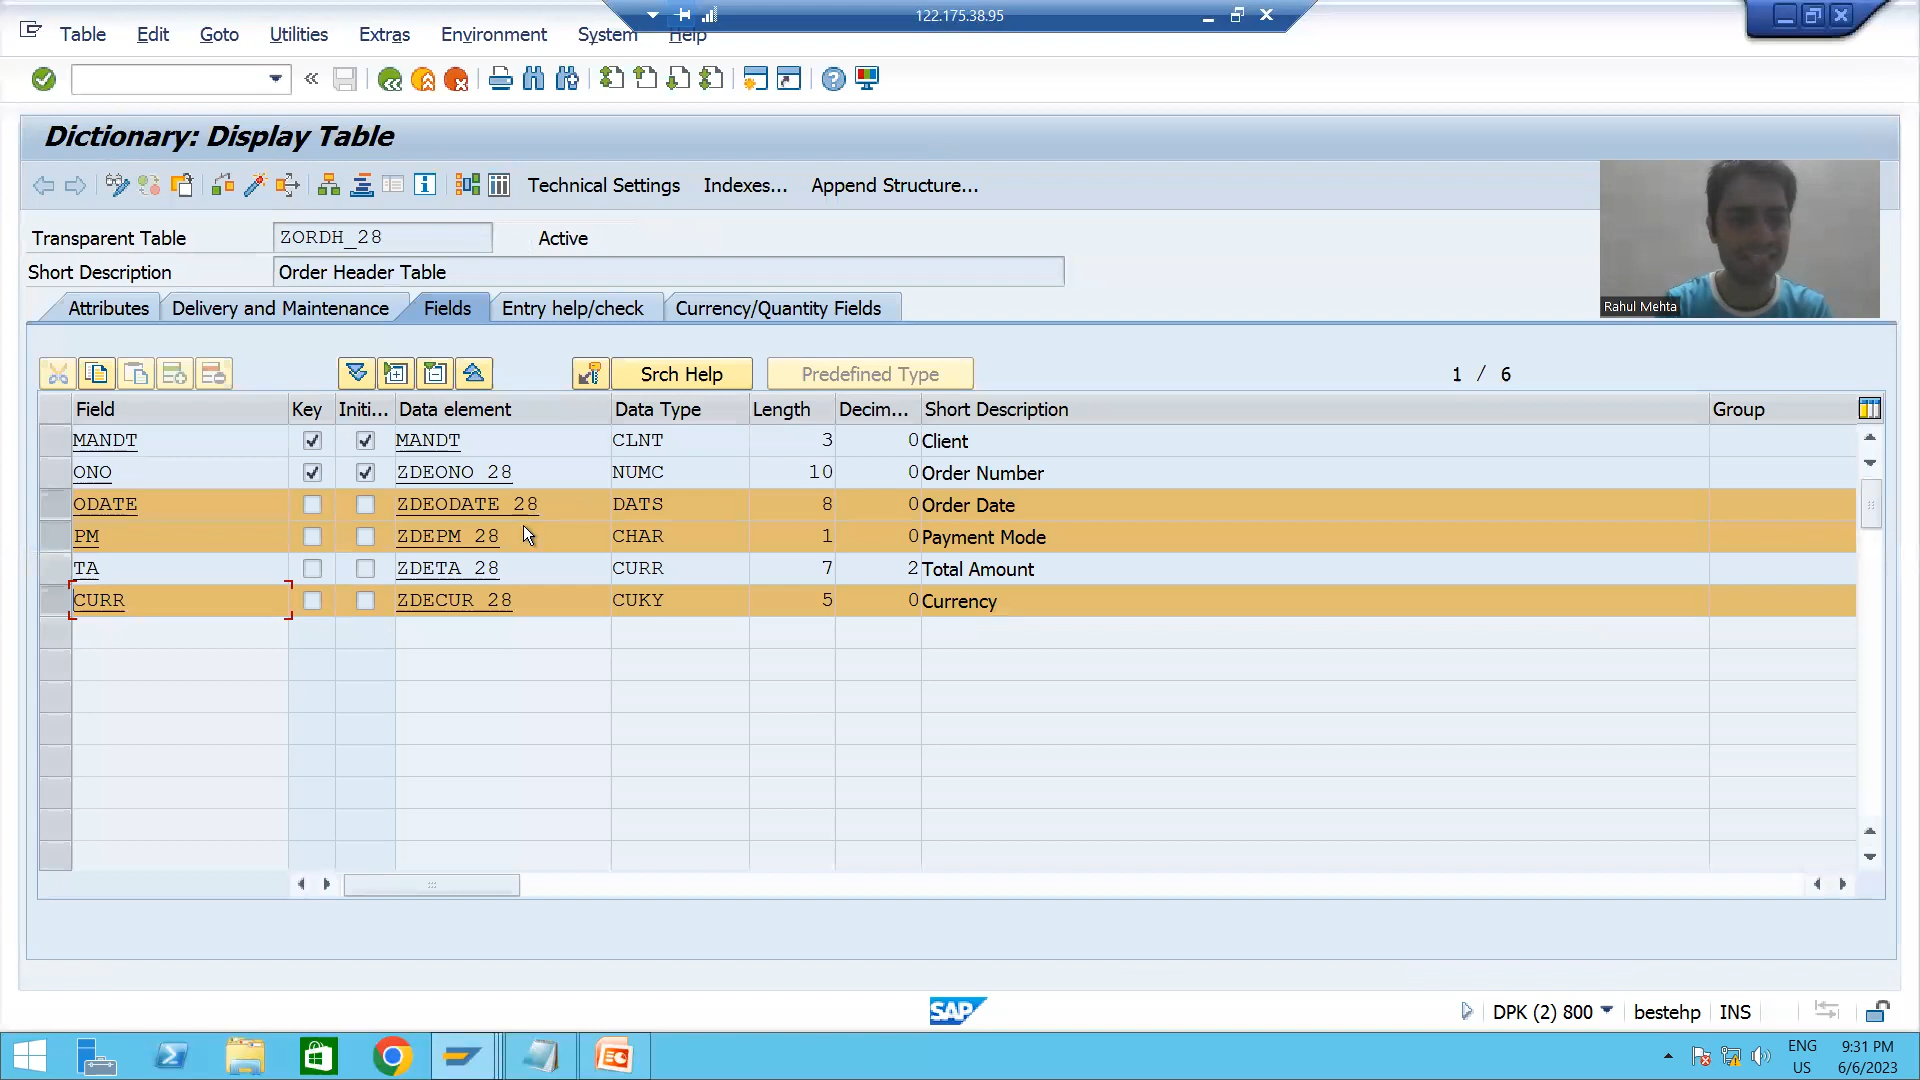 122.175.38.95
Table Edit Goto Utilities Extras Environment System Help
Dictionary: Display Table
Technical Settings Indexes... Append Structure...
Transparent Table ZORDH_28 Active
Short Description Order Header Table
Rahul Mehta
Attributes Delivery and Maintenance Fields Entry help/check Currency/Quantity Fields
Srch Help Predefined Type 1 / 6
Field Key Initi... Data element Data Type Length Decim... Short Description Group
MANDT MANDT CLNT 3 0 Client
ONO ZDEONO_28 NUMC 10 0 Order Number
ODATE ZDEODATE_28 DATS 8 0 Order Date
PM ZDEPM_28 CHAR 1 0 Payment Mode
TA ZDETA_28 CURR 7 2 Total Amount
CURR ZDECUR_28 CUKY 5 0 Currency
SAP DPK (2) 800 bestehp INS
ENG 9:31 PM
US 6/6/2023